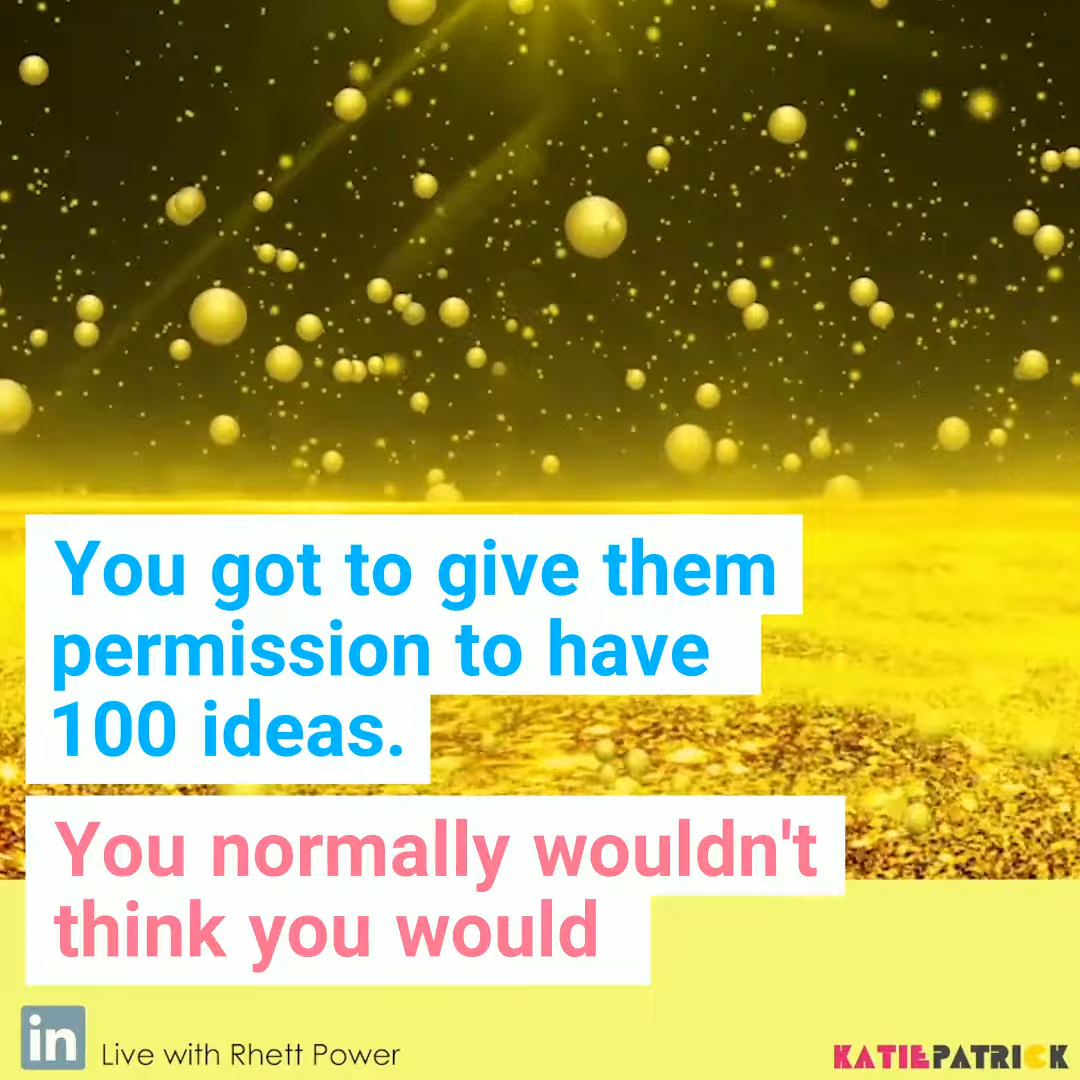 You got to give them
permission to have
100 ideas.
You normally wouldn't
think you would
in
Live with Rhett Power
KATIEPATRICK